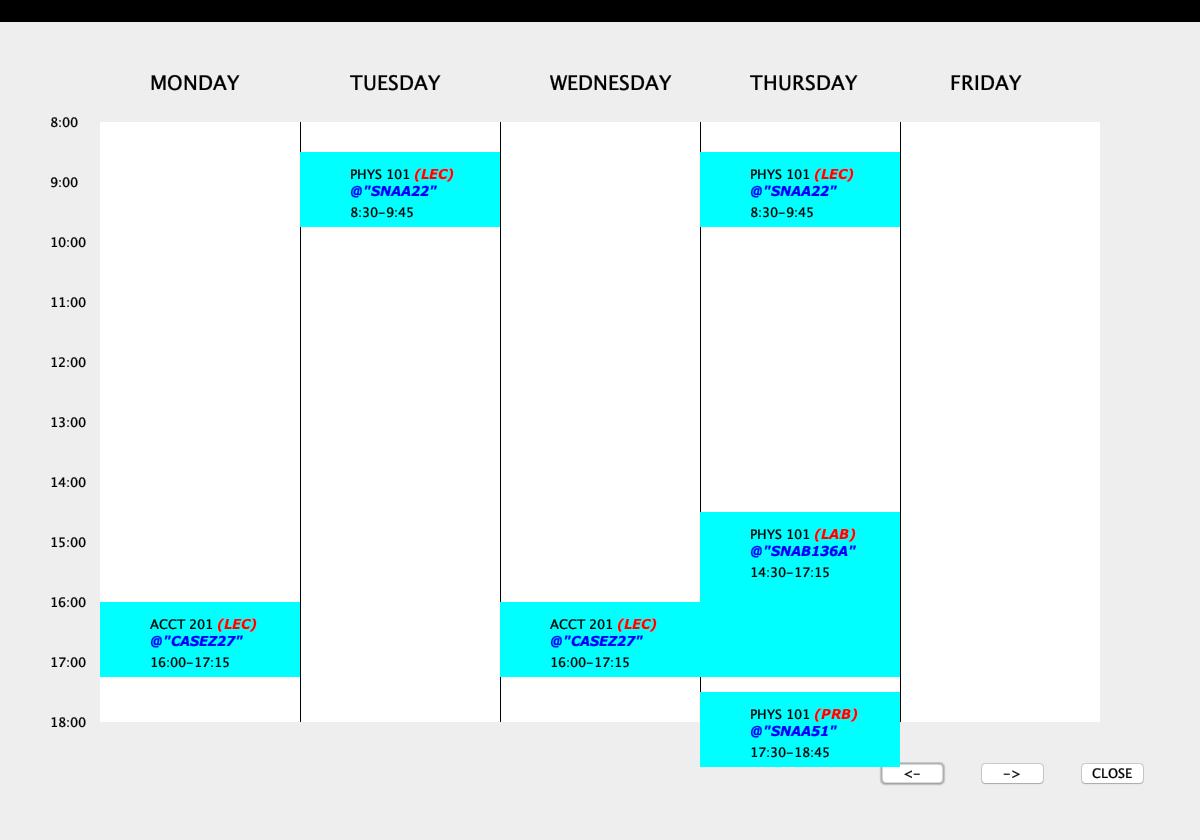 MONDAY TUESDAY WEDNESDAY THURSDAY FRIDAY
8:00
PHYS 101 (LEC) PHYS 101 (LEC)
9:00 @"SNAA22" @"SNAA22"
8:30-9:45 8:30-9:45
10:00
11:00
12:00
13:00
14:00
PHYS 101 (LAB)
15:00 @"SNAB136A"
14:30-17:15
16:00
ACCT 201 (LEC) ACCT 201 (LEC)
@"CASEZ27" @"CASEZ27"
17:00 16:00-17:15 16:00-17:15
PHYS 101 (PRB)
18:00 @"SNAA51"
17:30-18:45
<- -> CLOSE